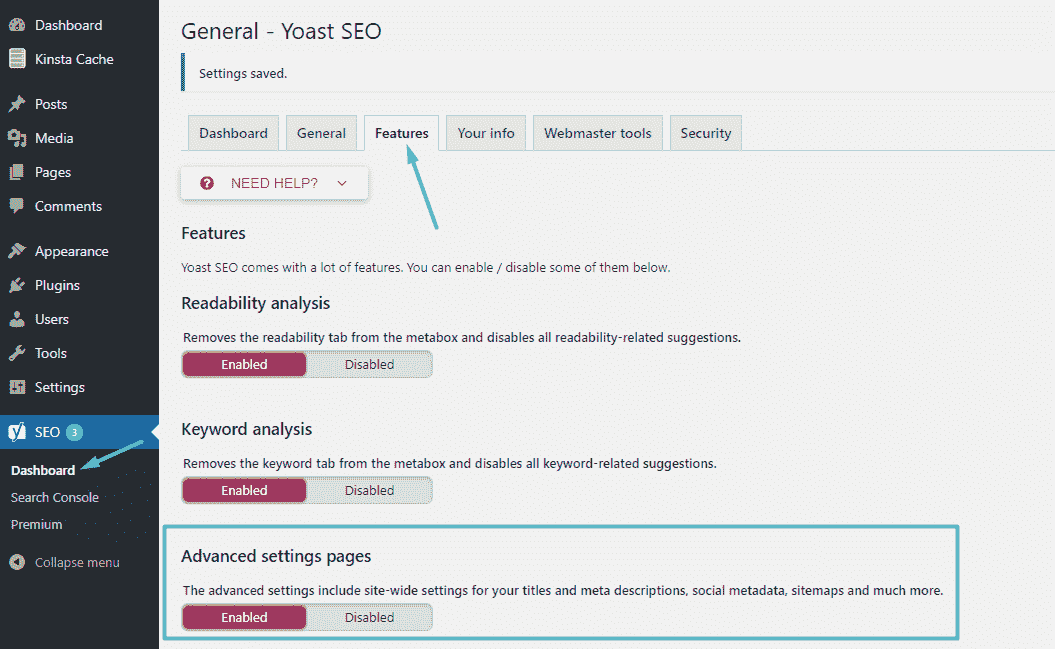 Dashboard
Kinsta Cache
Posts
Media
Pages
Comments
Appearance
Plugins
Users
Tools
Settings
SEO 3
Dashboard
Search Console
Premium
Collapse menu
General - Yoast SEO
Settings saved.
Dashboard General Features Your info Webmaster tools Security
NEED HELP?
Features
Yoast SEO comes with a lot of features. You can enable / disable some of them below.
Readability analysis
Removes the readability tab from the metabox and disables all readability-related suggestions.
Enabled Disabled
Keyword analysis
Removes the keyword tab from the metabox and disables all keyword-related suggestions.
Enabled Disabled
Advanced settings pages
The advanced settings include site-wide settings for your titles and meta descriptions, social metadata, sitemaps and much more.
Enabled Disabled